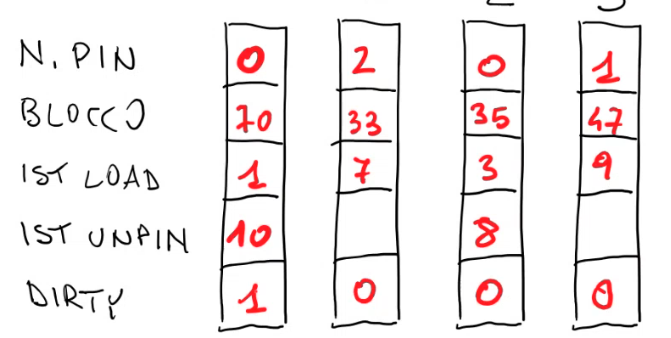 N. PIN 0 2 0 1
BLOCCO 70 33 35 47
IST LOAD 1 7 3 9
IST UNPIN 10 8
DIRTY 1 0 0 0